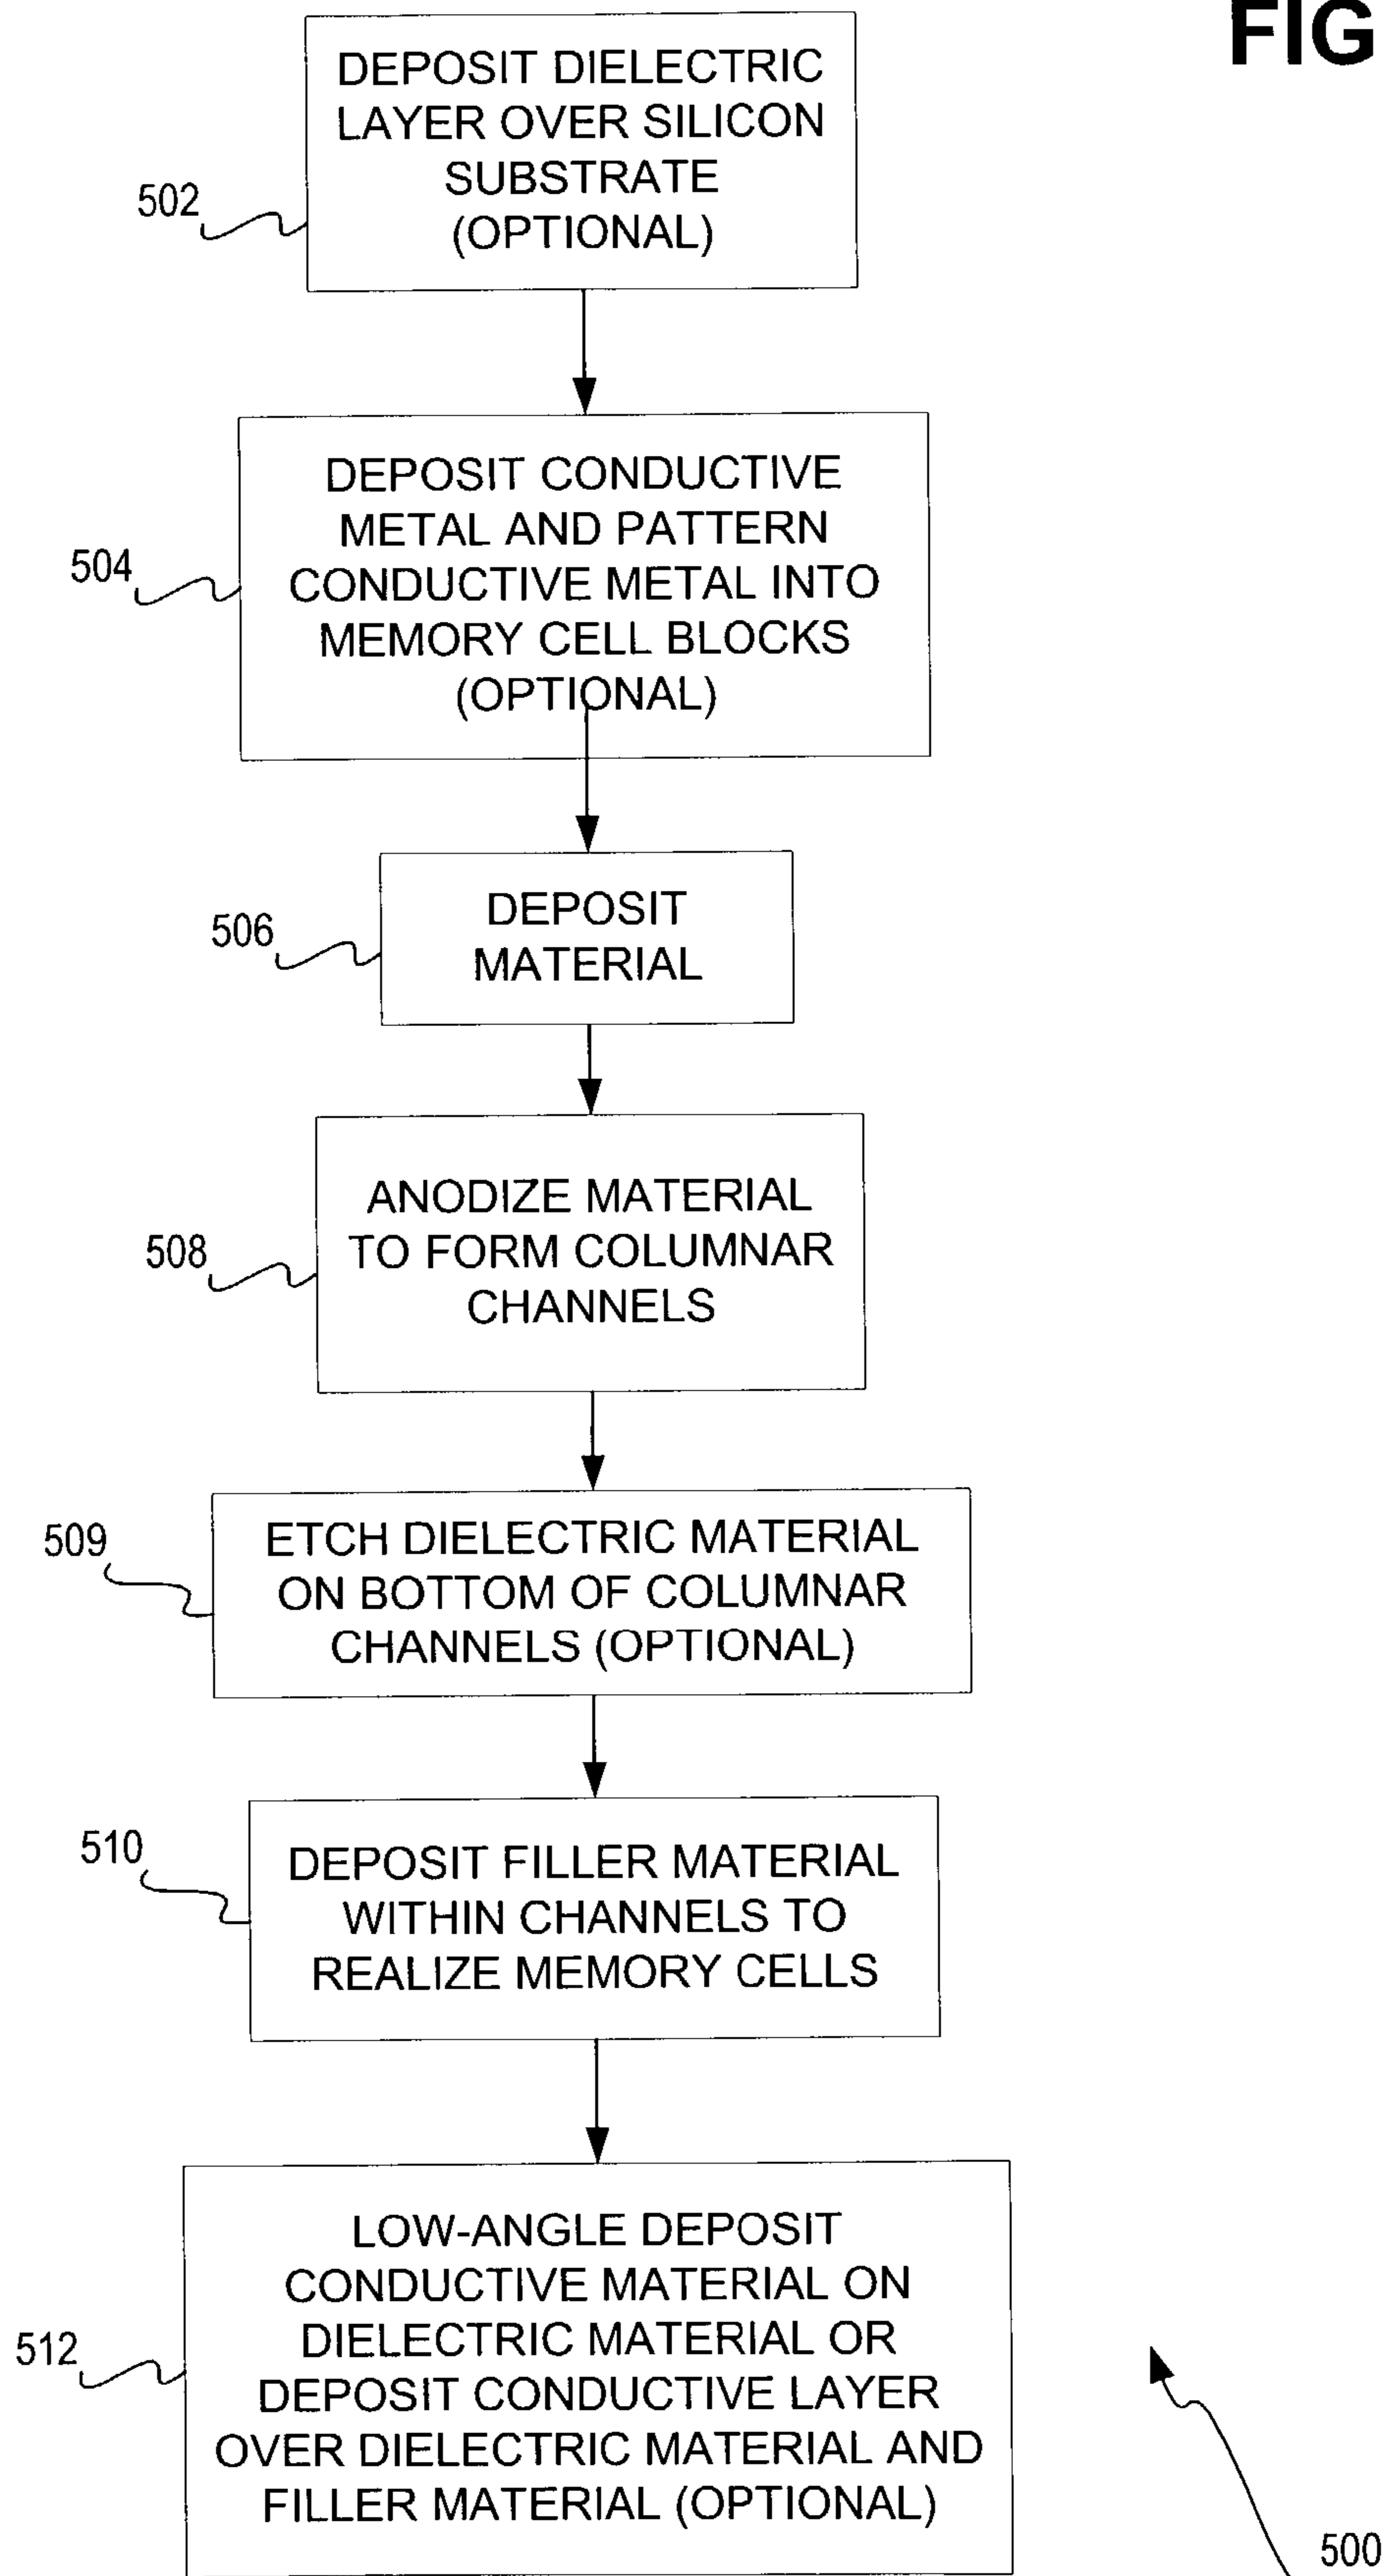 FIG
DEPOSIT DIELECTRIC
LAYER OVER SILICON
SUBSTRATE
(OPTIONAL)
502
DEPOSIT CONDUCTIVE
METAL AND PATTERN
CONDUCTIVE METAL INTO
MEMORY CELL BLOCKS
(OPTIONAL)
504
DEPOSIT
MATERIAL
506
ANODIZE MATERIAL
TO FORM COLUMNAR
CHANNELS
508
ETCH DIELECTRIC MATERIAL
ON BOTTOM OF COLUMNAR
CHANNELS (OPTIONAL)
509
DEPOSIT FILLER MATERIAL
WITHIN CHANNELS TO
REALIZE MEMORY CELLS
510
LOW-ANGLE DEPOSIT
CONDUCTIVE MATERIAL ON
DIELECTRIC MATERIAL OR
DEPOSIT CONDUCTIVE LAYER
OVER DIELECTRIC MATERIAL AND
FILLER MATERIAL (OPTIONAL)
512
500